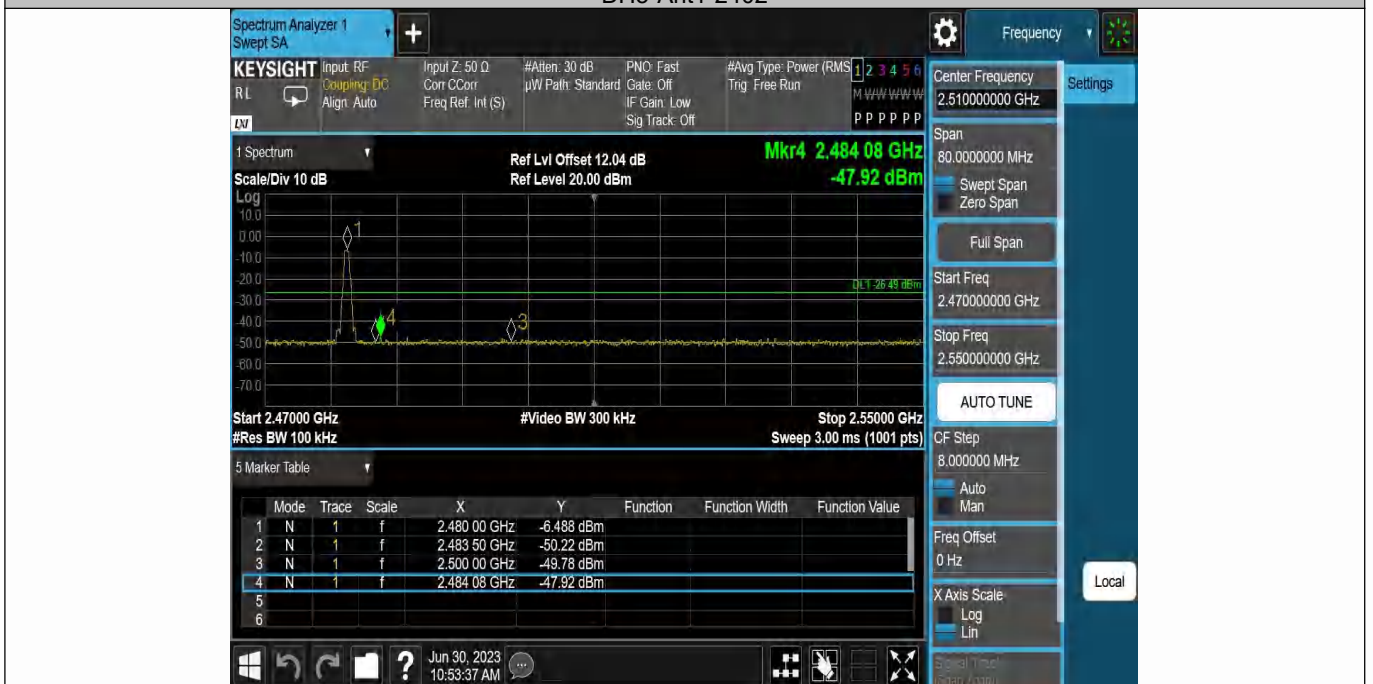 Spectrum Analyzer 1
Swept SA
Frequency
KEYSIGHT
RL
LXI
Input: RF
Coupling: DC
Align: Auto
Input Z: 50 Ω
Corr CCorr
Freq Ref: Int (S)
#Atten: 30 dB
µW Path: Standard
PNO: Fast
Gate: Off
IF Gain: Low
Sig Track: Off
#Avg Type: Power (RMS
Trig: Free Run
1 2 3 4 5 6
M W W W W W
P P P P P P
1 Spectrum
Scale/Div 10 dB
Log
Ref Lvl Offset 12.04 dB
Ref Level 20.00 dBm
Mkr4 2.484 08 GHz
-47.92 dBm
10.0
0.00
-10.0
-20.0
-30.0
-40.0
-50.0
-60.0
-70.0
1
4
3
DL1 -26.49 dBm
Start 2.47000 GHz
#Res BW 100 kHz
#Video BW 300 kHz
Stop 2.55000 GHz
Sweep 3.00 ms (1001 pts)
5 Marker Table
Mode Trace Scale X Y Function Function Width Function Value
1 N 1 f 2.480 00 GHz -6.488 dBm
2 N 1 f 2.483 50 GHz -50.22 dBm
3 N 1 f 2.500 00 GHz -49.78 dBm
4 N 1 f 2.484 08 GHz -47.92 dBm
5
6
?
Jun 30, 2023
10:53:37 AM
Center Frequency
2.510000000 GHz
Settings
Span
80.0000000 MHz
Swept Span
Zero Span
Full Span
Start Freq
2.470000000 GHz
Stop Freq
2.550000000 GHz
AUTO TUNE
CF Step
8.000000 MHz
Auto
Man
Freq Offset
0 Hz
X Axis Scale
Log
Lin
Local